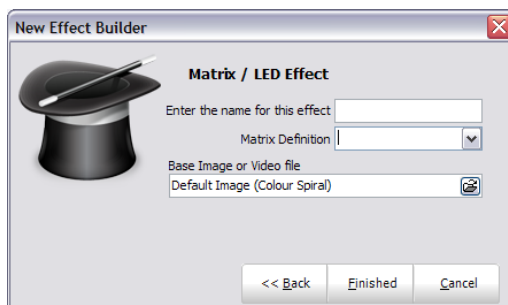 New Effect Builder
Matrix / LED Effect
Enter the name for this effect
Matrix Definition
Base Image or Video file
Default Image (Colour Spiral)
<< Back Finished Cancel